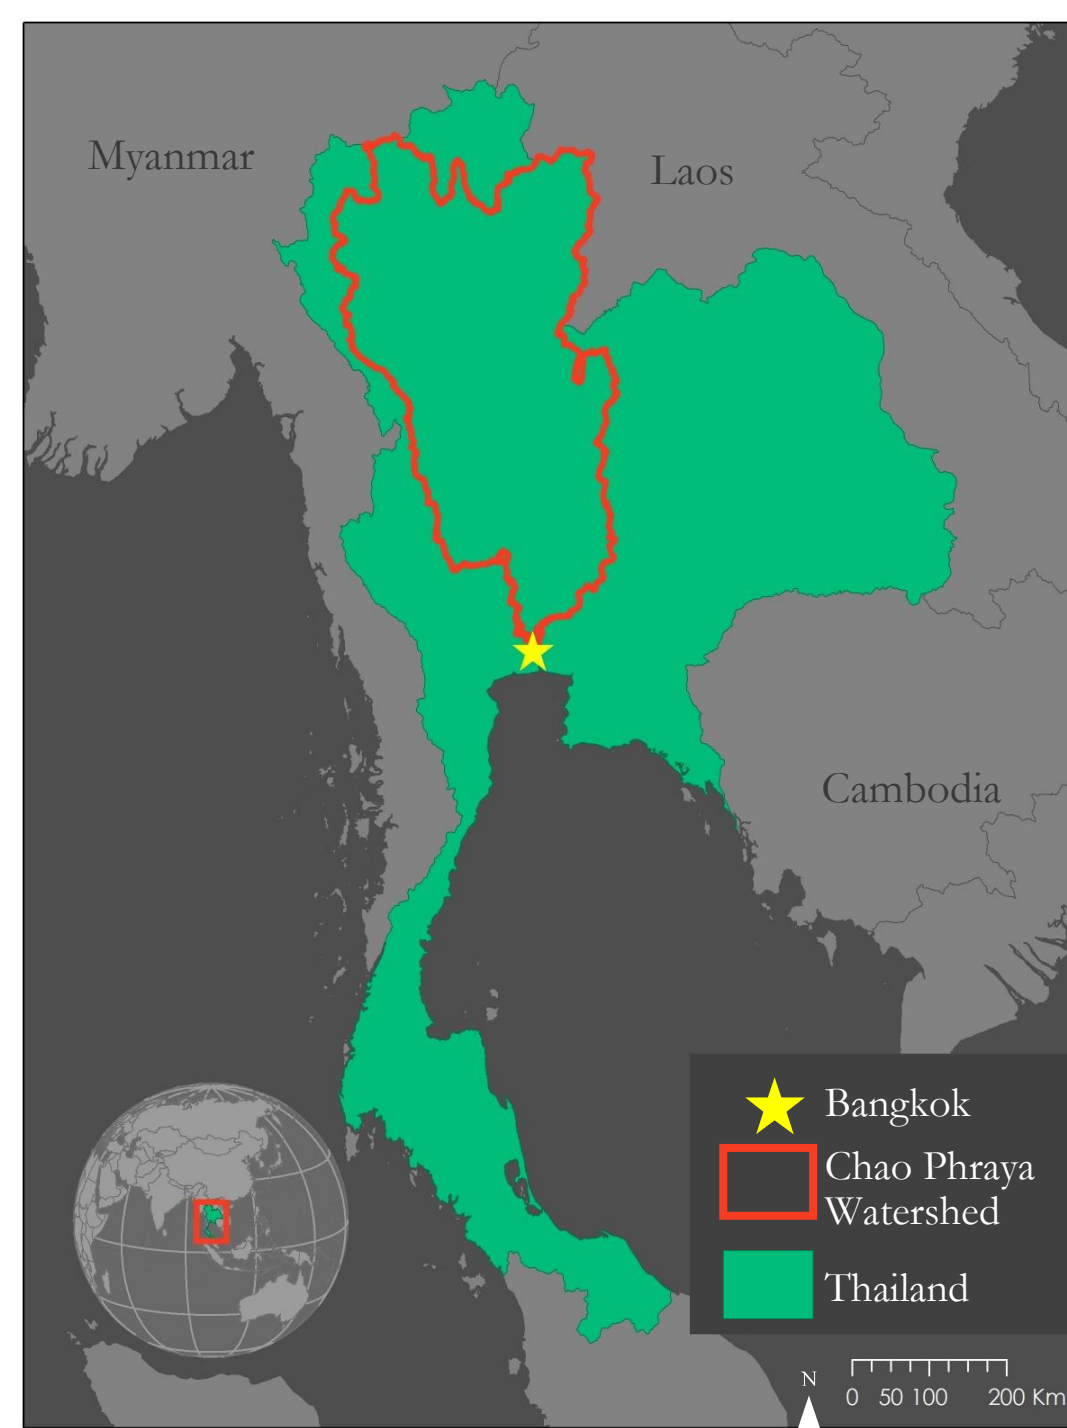 Myanmar
Laos
Cambodia
Bangkok
Chao Phraya
Watershed
Thailand
N
0 50 100 200 Km